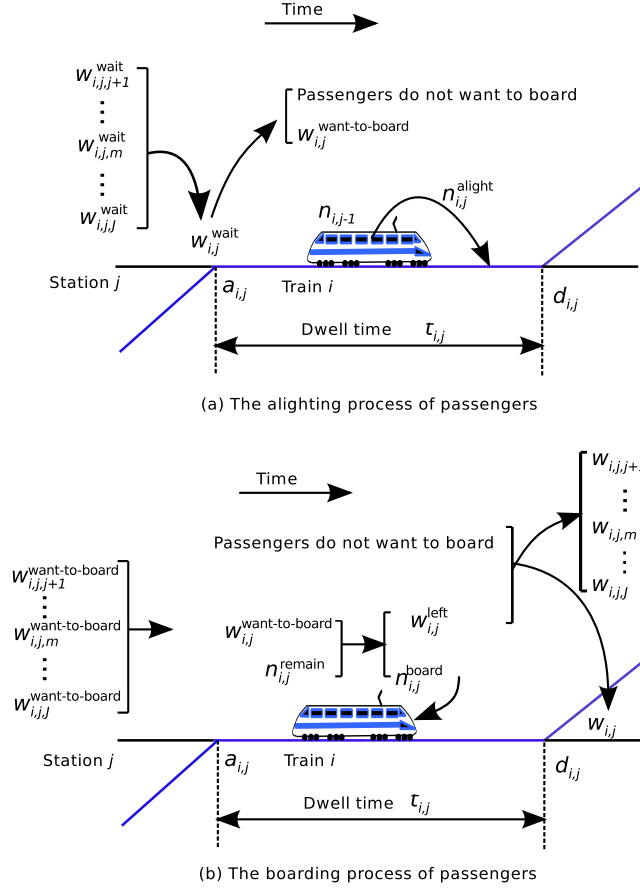 Time
w_{i,j,j+1}^{wait}
⋮
w_{i,j,m}^{wait}
⋮
w_{i,j,J}^{wait}
w_{i,j}^{wait}
Passengers do not want to board
w_{i,j}^{want-to-board}
n_{i,j-1}
n_{i,j}^{alight}
Station j
a_{i,j}
Train i
d_{i,j}
Dwell time τ_{i,j}
(a) The alighting process of passengers
Time
w_{i,j,j+1}
⋮
w_{i,j,m}
⋮
w_{i,j,J}
Passengers do not want to board
w_{i,j,j+1}^{want-to-board}
⋮
w_{i,j,m}^{want-to-board}
⋮
w_{i,j,J}^{want-to-board}
w_{i,j}^{want-to-board}
n_{i,j}^{remain}
w_{i,j}^{left}
n_{i,j}^{board}
w_{i,j}
Station j
a_{i,j}
Train i
d_{i,j}
Dwell time τ_{i,j}
(b) The boarding process of passengers